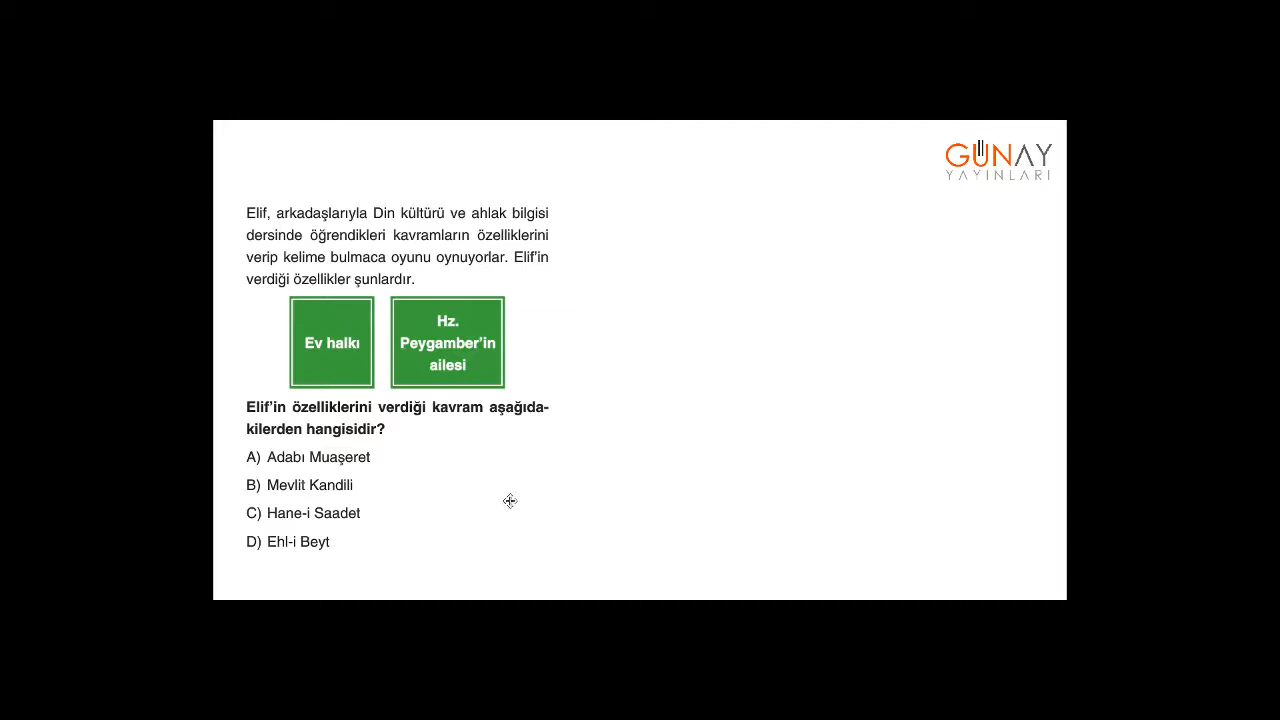 GÜNAY
YAYINLARI
Elif, arkadaşlarıyla Din kültürü ve ahlak bilgisi
dersinde öğrendikleri kavramların özelliklerini
verip kelime bulmaca oyunu oynuyorlar. Elif'in
verdiği özellikler şunlardır.
Ev halkı
Hz.
Peygamber'in
ailesi
Elif'in özelliklerini verdiği kavram aşağıda-
kilerden hangisidir?
A) Adabı Muaşeret
B) Mevlit Kandili
C) Hane-i Saadet
D) Ehl-i Beyt